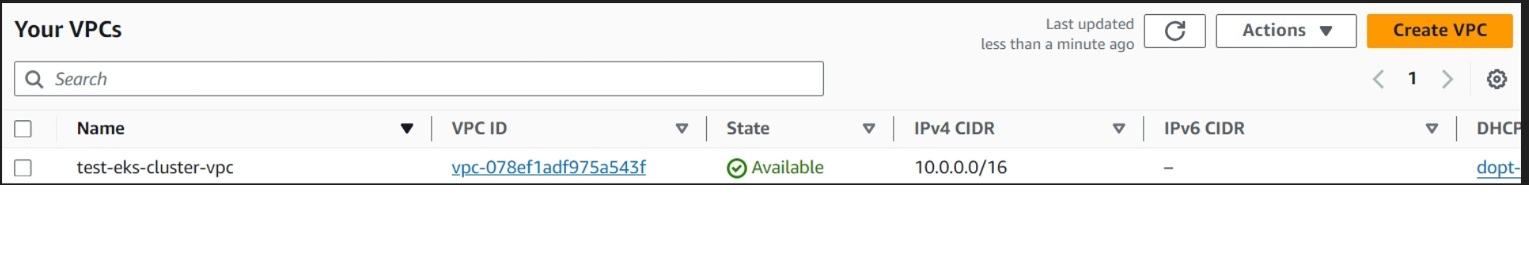 Your VPCs
Last updated
less than a minute ago
Actions
Create VPC
Search
1
Name VPC ID State IPv4 CIDR IPv6 CIDR DHCP
test-eks-cluster-vpc vpc-078ef1adf975a543f Available 10.0.0.0/16 – dopt-